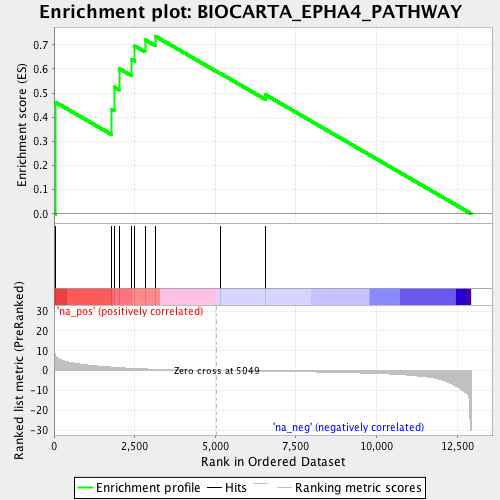 Enrichment plot: BIOCARTA_EPHA4_PATHWAY
Enrichment score (ES)
0.7
0.6
0.5
0.4
0.3
0.2
0.1
0.0
'na_pos' (positively correlated)
Ranked list metric (PreRanked)
30
20
10
0
-10
-20
-30
Zero cross at 5049
'na_neg' (negatively correlated)
0
2,500
5,000
7,500
10,000
12,500
Rank in Ordered Dataset
Enrichment profile
Hits
Ranking metric scores